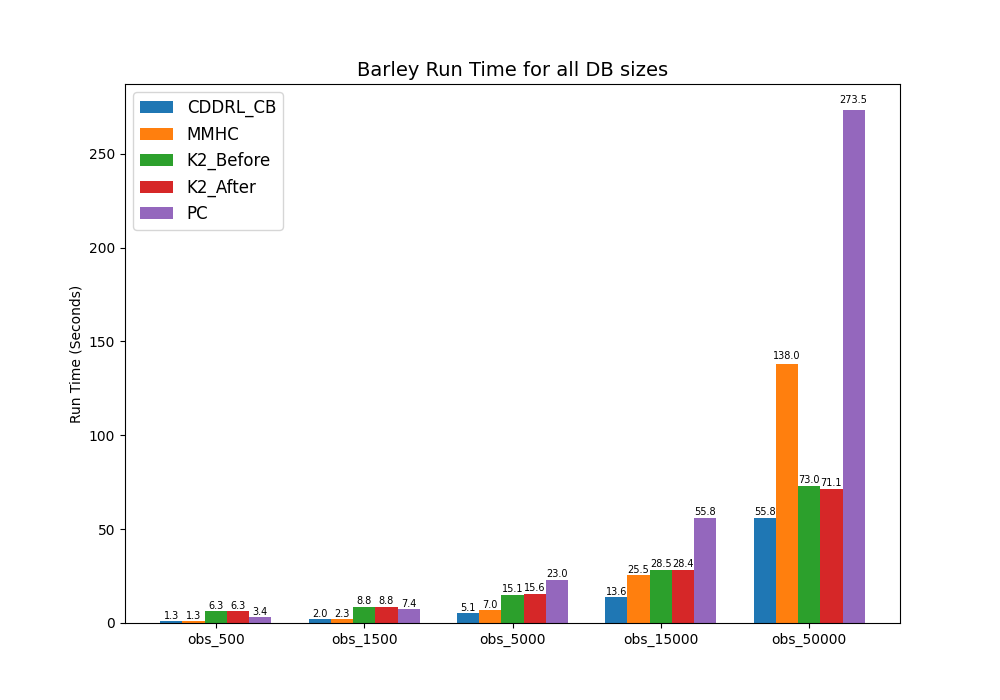 Barley Run Time for all DB sizes
CDDRL_CB
MMHC
K2_Before
K2_After
PC
Run Time (Seconds)
250
200
150
100
50
0
1.3 1.3 6.3 6.3 3.4
2.0 2.3 8.8 8.8 7.4
5.1 7.0 15.1 15.6 23.0
13.6 25.5 28.5 28.4 55.8
55.8 138.0 73.0 71.1 273.5
obs_500 obs_1500 obs_5000 obs_15000 obs_50000